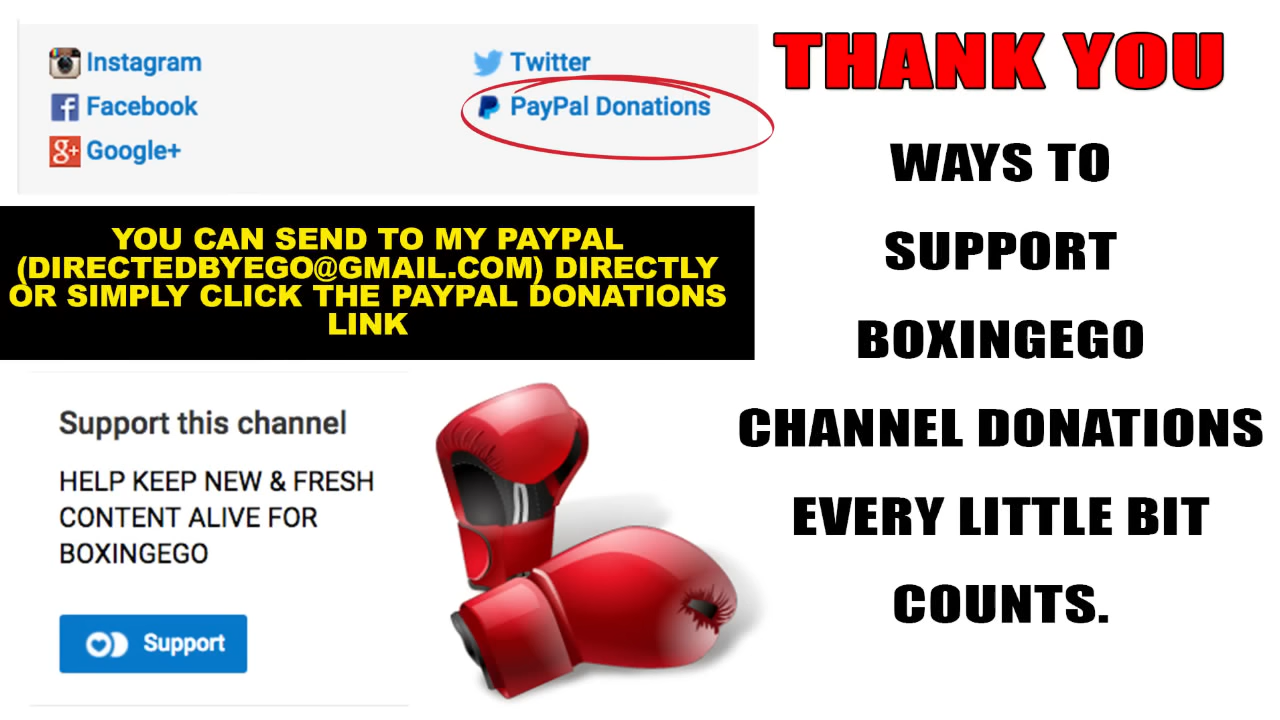 Instagram
Twitter
Facebook
PayPal Donations
Google+
YOU CAN SEND TO MY PAYPAL
(DIRECTEDBYEGO@GMAIL.COM) DIRECTLY
OR SIMPLY CLICK THE PAYPAL DONATIONS
LINK
Support this channel
HELP KEEP NEW & FRESH
CONTENT ALIVE FOR
BOXINGEGO
Support
THANK YOU
WAYS TO
SUPPORT
BOXINGEGO
CHANNEL DONATIONS
EVERY LITTLE BIT
COUNTS.